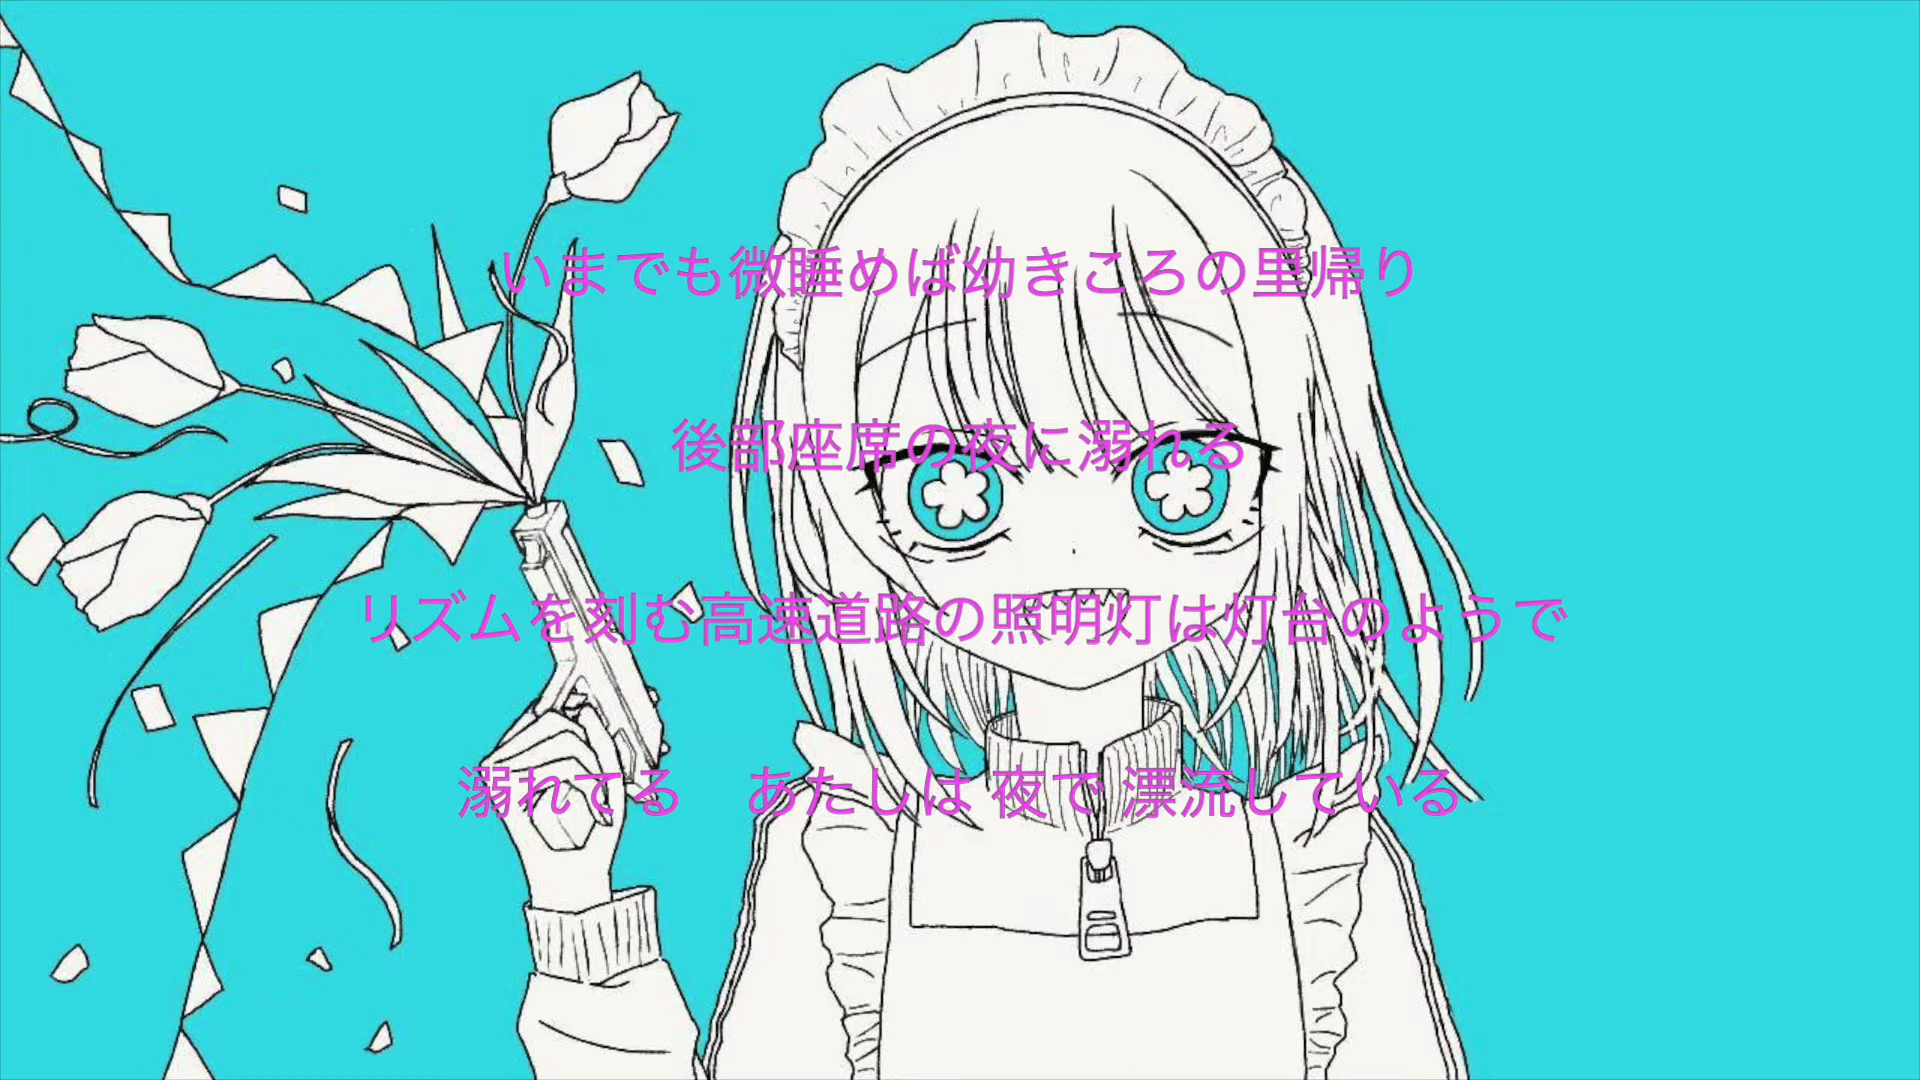 いまでも微睡めば幼きころの里帰り
後部座席の夜に溺れる
リズムを刻む高速道路の照明灯は灯台のようで
溺れてる　あたしは 夜で 漂流している